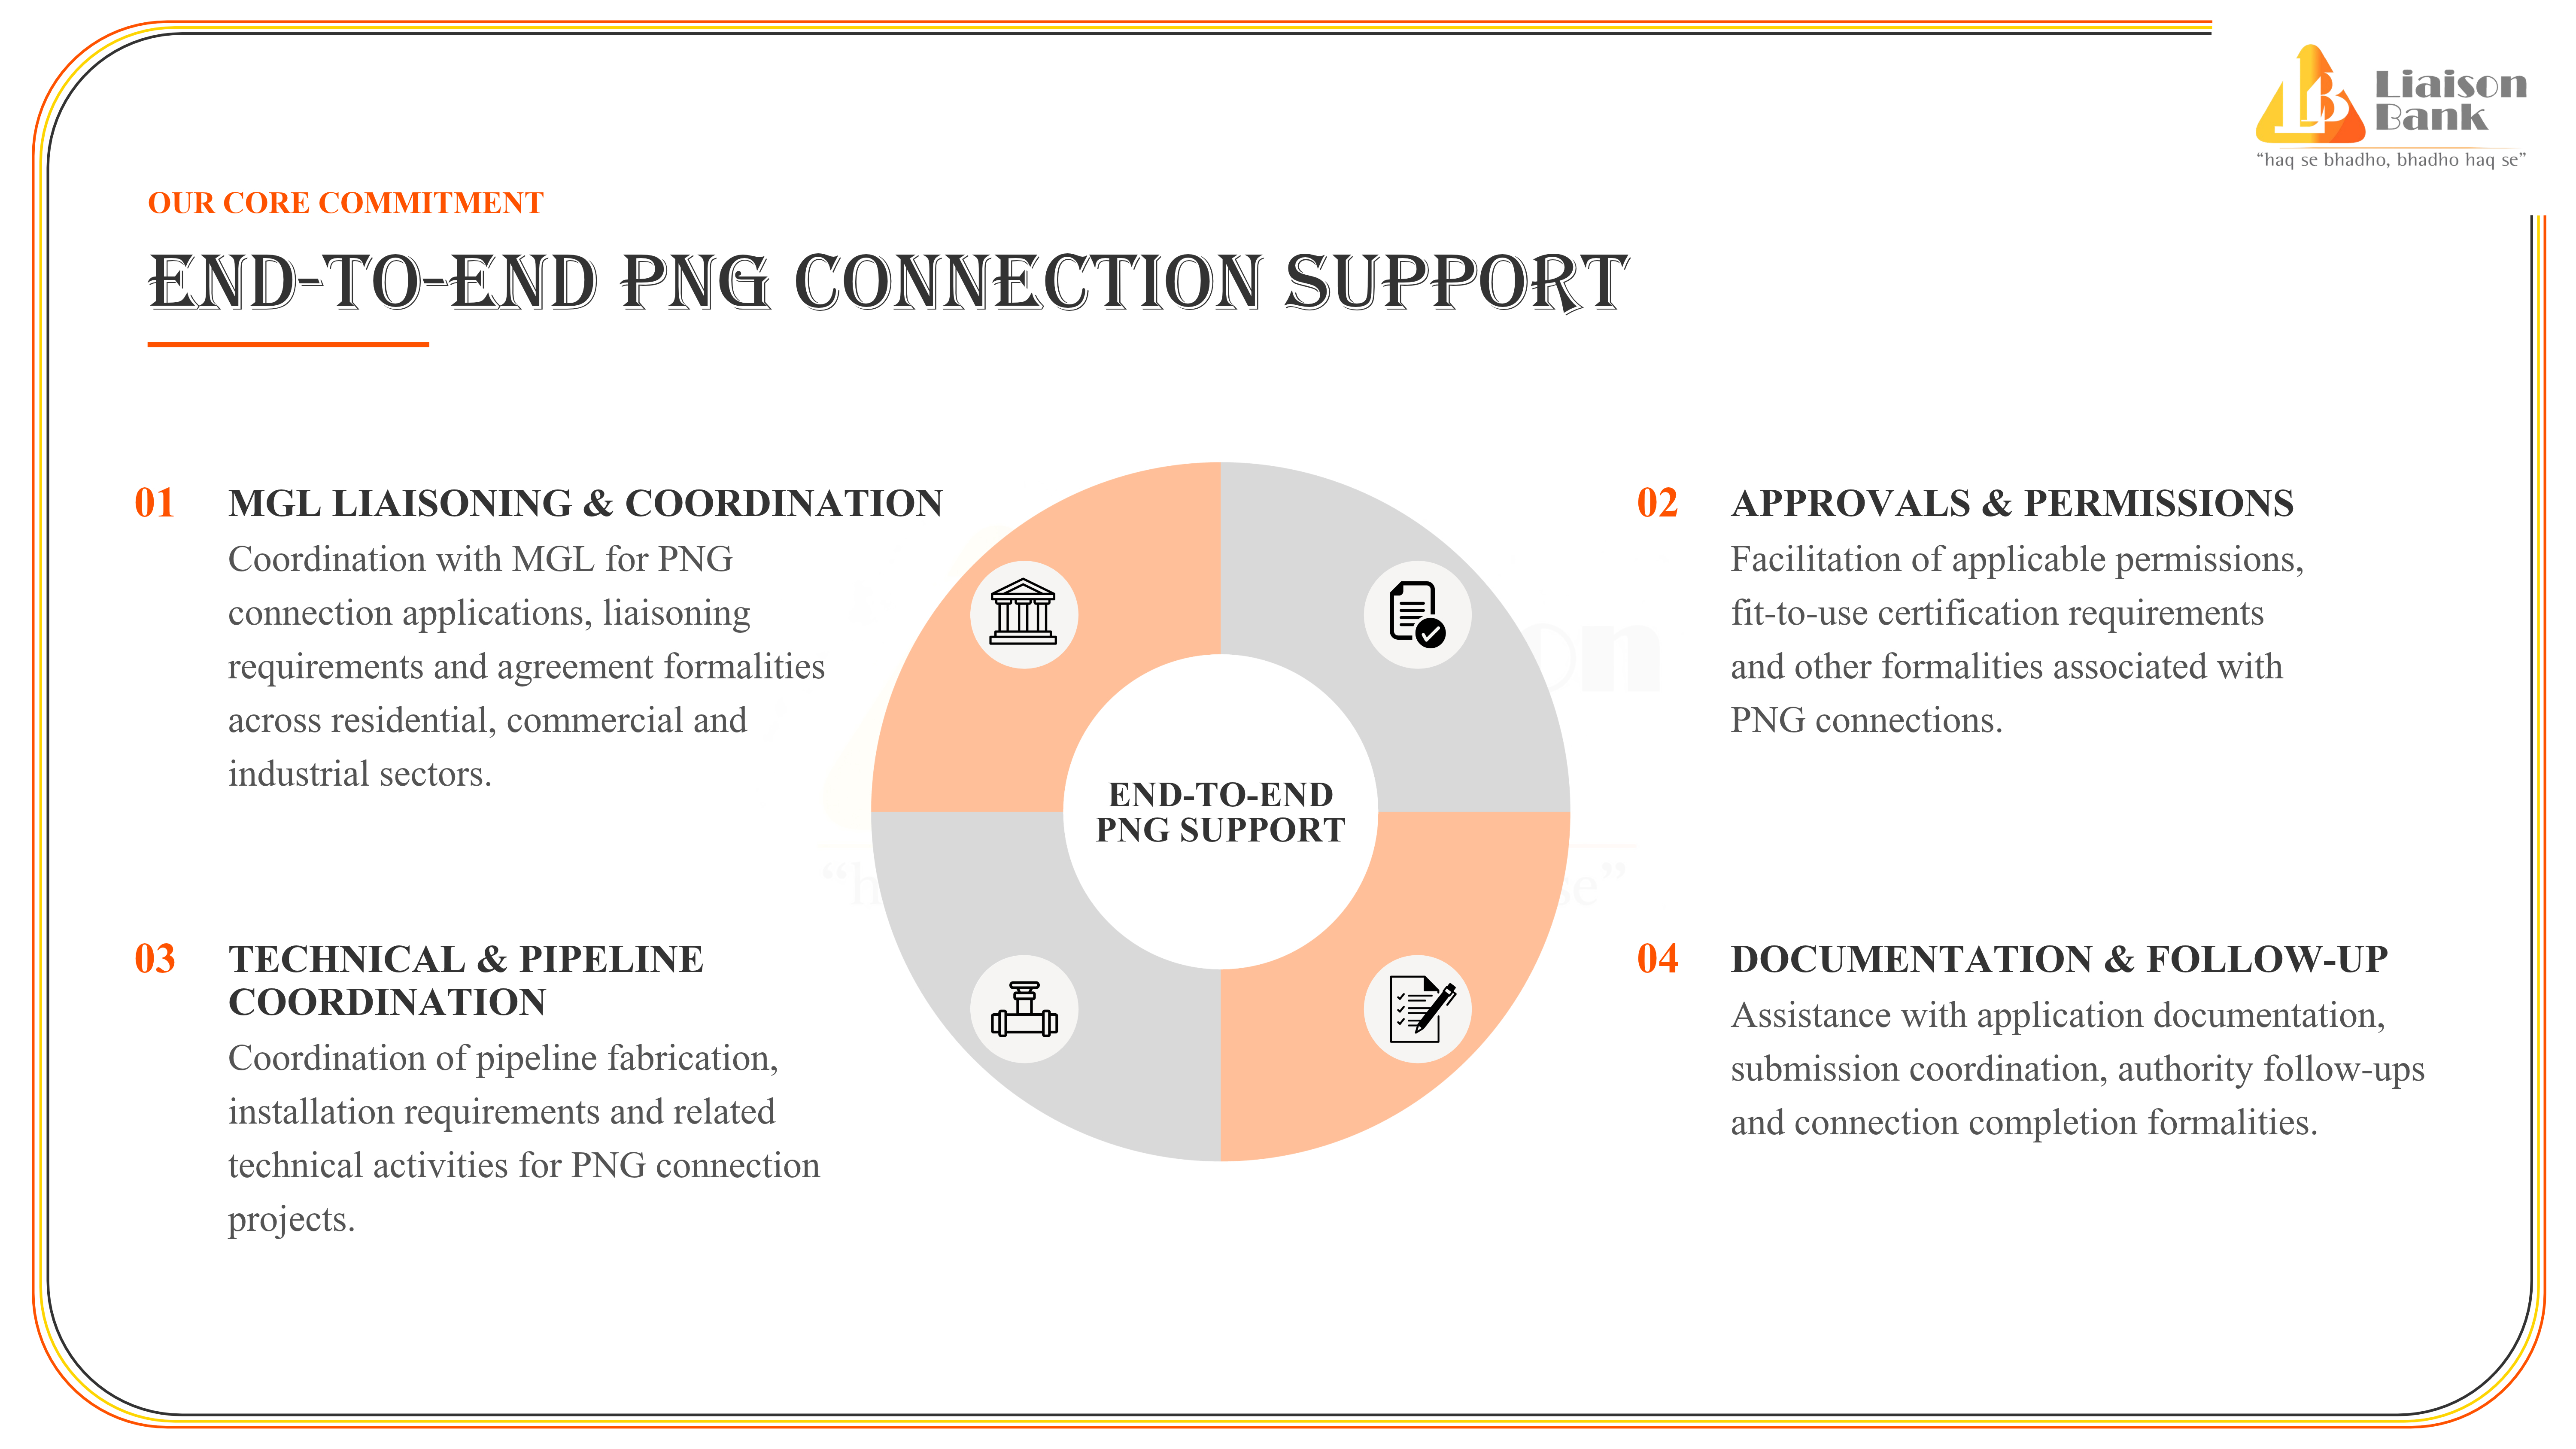 Liaison
Bank
“haq se bhadho, bhadho haq se”
OUR CORE COMMITMENT
END-TO-END PNG CONNECTION SUPPORT
01
MGL LIAISONING & COORDINATION
Coordination with MGL for PNG
connection applications, liaisoning
requirements and agreement formalities
across residential, commercial and
industrial sectors.
02
APPROVALS & PERMISSIONS
Facilitation of applicable permissions,
fit-to-use certification requirements
and other formalities associated with
PNG connections.
END-TO-END
PNG SUPPORT
03
TECHNICAL & PIPELINE
COORDINATION
Coordination of pipeline fabrication,
installation requirements and related
technical activities for PNG connection
projects.
04
DOCUMENTATION & FOLLOW-UP
Assistance with application documentation,
submission coordination, authority follow-ups
and connection completion formalities.